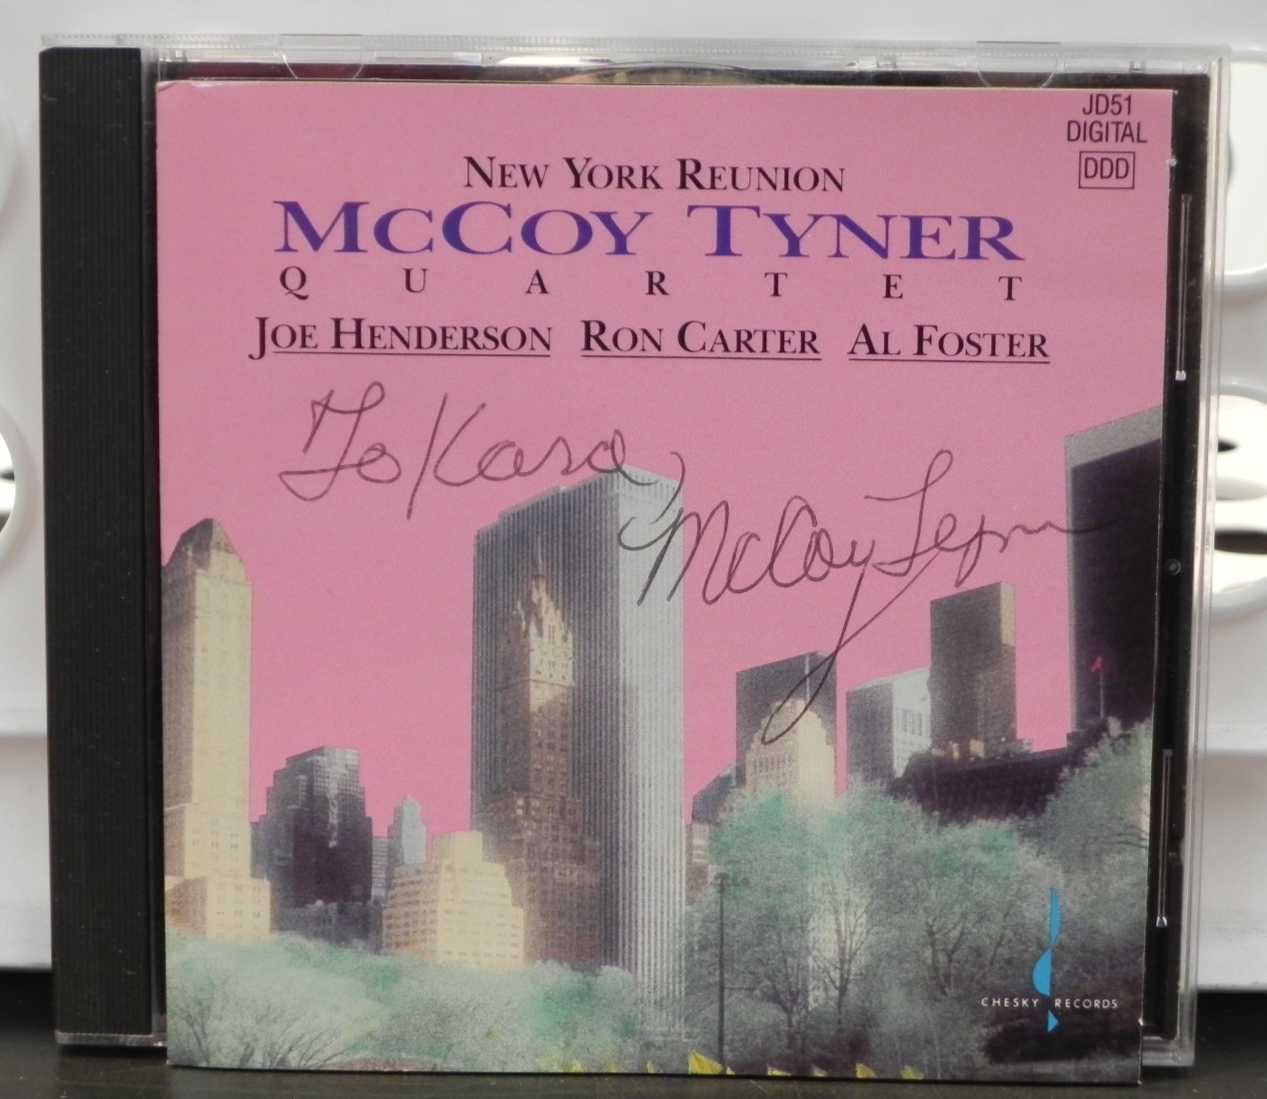 JD51
DIGITAL
DDD
NEW YORK REUNION
MCCOY TYNER
QUARTET
JOE HENDERSON RON CARTER AL FOSTER
To Kara,
McCoy Tyner
CHESKY RECORDS